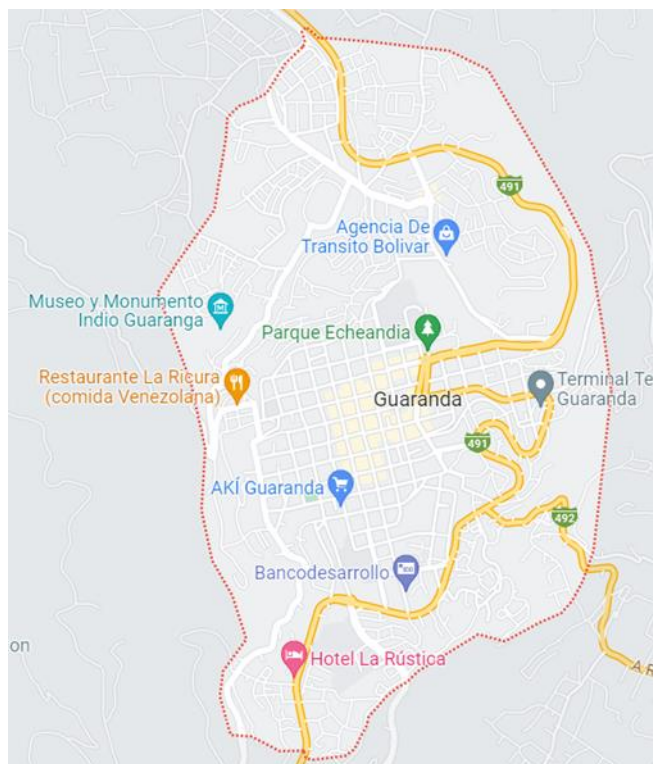 491
Agencia De
Transito Bolivar
Museo y Monumento
Indio Guaranga
Parque Echeandia
Restaurante La Ricura
(comida Venezolana)
Guaranda
Terminal Te
Guaranda
491
AKÍ Guaranda
492
Bancodesarrollo
on
Hotel La Rústica
A.R